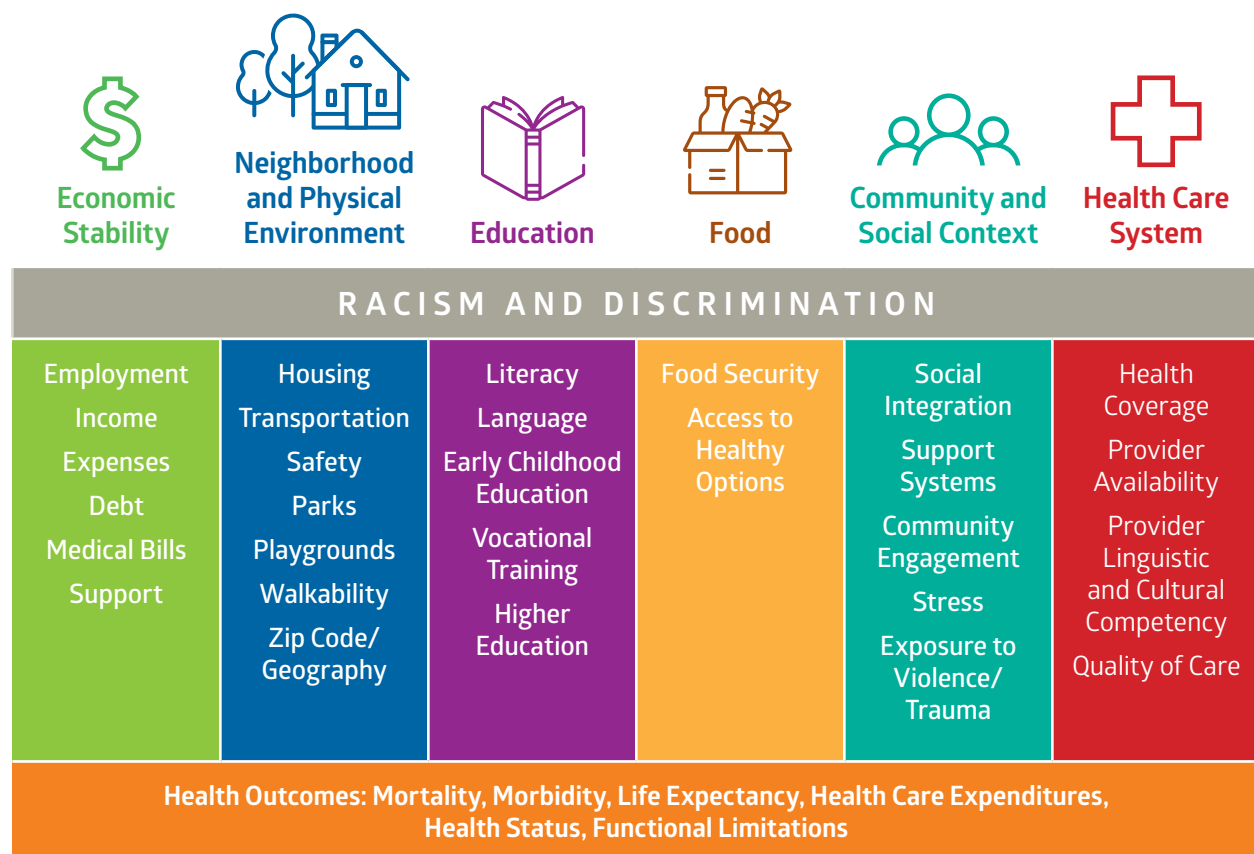 Economic
Stability
Neighborhood
and Physical
Environment
Education
Food
Community and
Social Context
Health Care
System
RACISM AND DISCRIMINATION
Employment
Income
Expenses
Debt
Medical Bills
Support
Housing
Transportation
Safety
Parks
Playgrounds
Walkability
Zip Code/
Geography
Literacy
Language
Early Childhood
Education
Vocational
Training
Higher
Education
Food Security
Access to
Healthy
Options
Social
Integration
Support
Systems
Community
Engagement
Stress
Exposure to
Violence/
Trauma
Health
Coverage
Provider
Availability
Provider
Linguistic
and Cultural
Competency
Quality of Care
Health Outcomes: Mortality, Morbidity, Life Expectancy, Health Care Expenditures,
Health Status, Functional Limitations